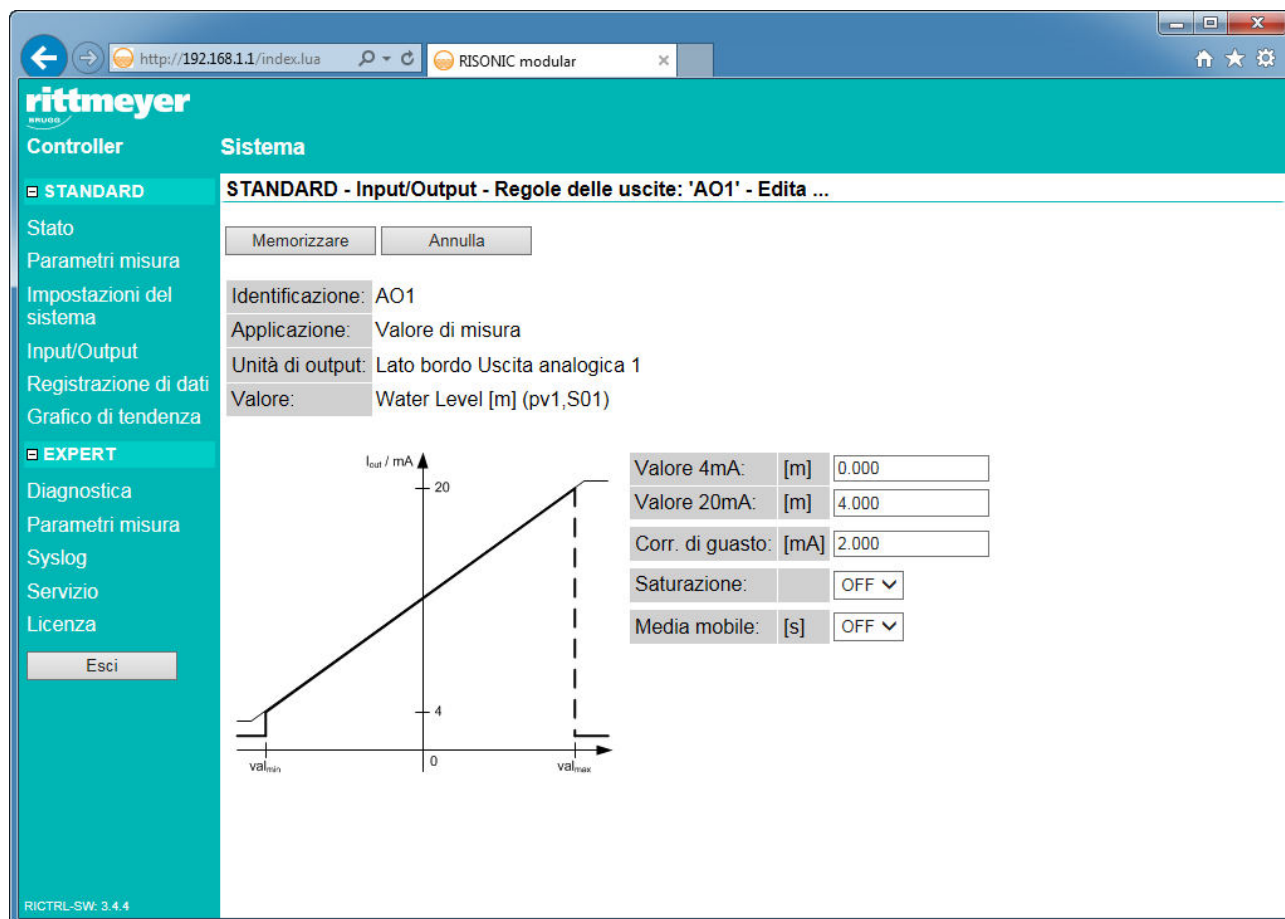 http://192.168.1.1/index.lua
RISONIC modular
rittmeyer
BRUGG
Controller
Sistema
STANDARD
Stato
Parametri misura
Impostazioni del
sistema
Input/Output
Registrazione di dati
Grafico di tendenza
EXPERT
Diagnostica
Parametri misura
Syslog
Servizio
Licenza
Esci
RICTRL-SW: 3.4.4
STANDARD - Input/Output - Regole delle uscite: 'AO1' - Edita ...
Memorizzare Annulla
Identificazione: AO1
Applicazione: Valore di misura
Unità di output: Lato bordo Uscita analogica 1
Valore: Water Level [m] (pv1,S01)
Iout / mA
20
4
0
valmin
valmax
Valore 4mA: [m] 0.000
Valore 20mA: [m] 4.000
Corr. di guasto: [mA] 2.000
Saturazione: OFF
Media mobile: [s] OFF